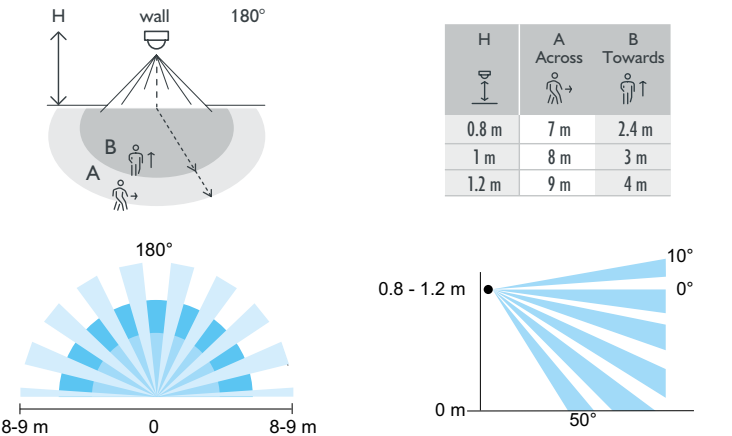 H wall 180°
B
A
H A B
Across Towards
0.8 m 7 m 2.4 m
1 m 8 m 3 m
1.2 m 9 m 4 m
180°
8-9 m 0 8-9 m
10°
0.8 - 1.2 m 0°
0 m
50°